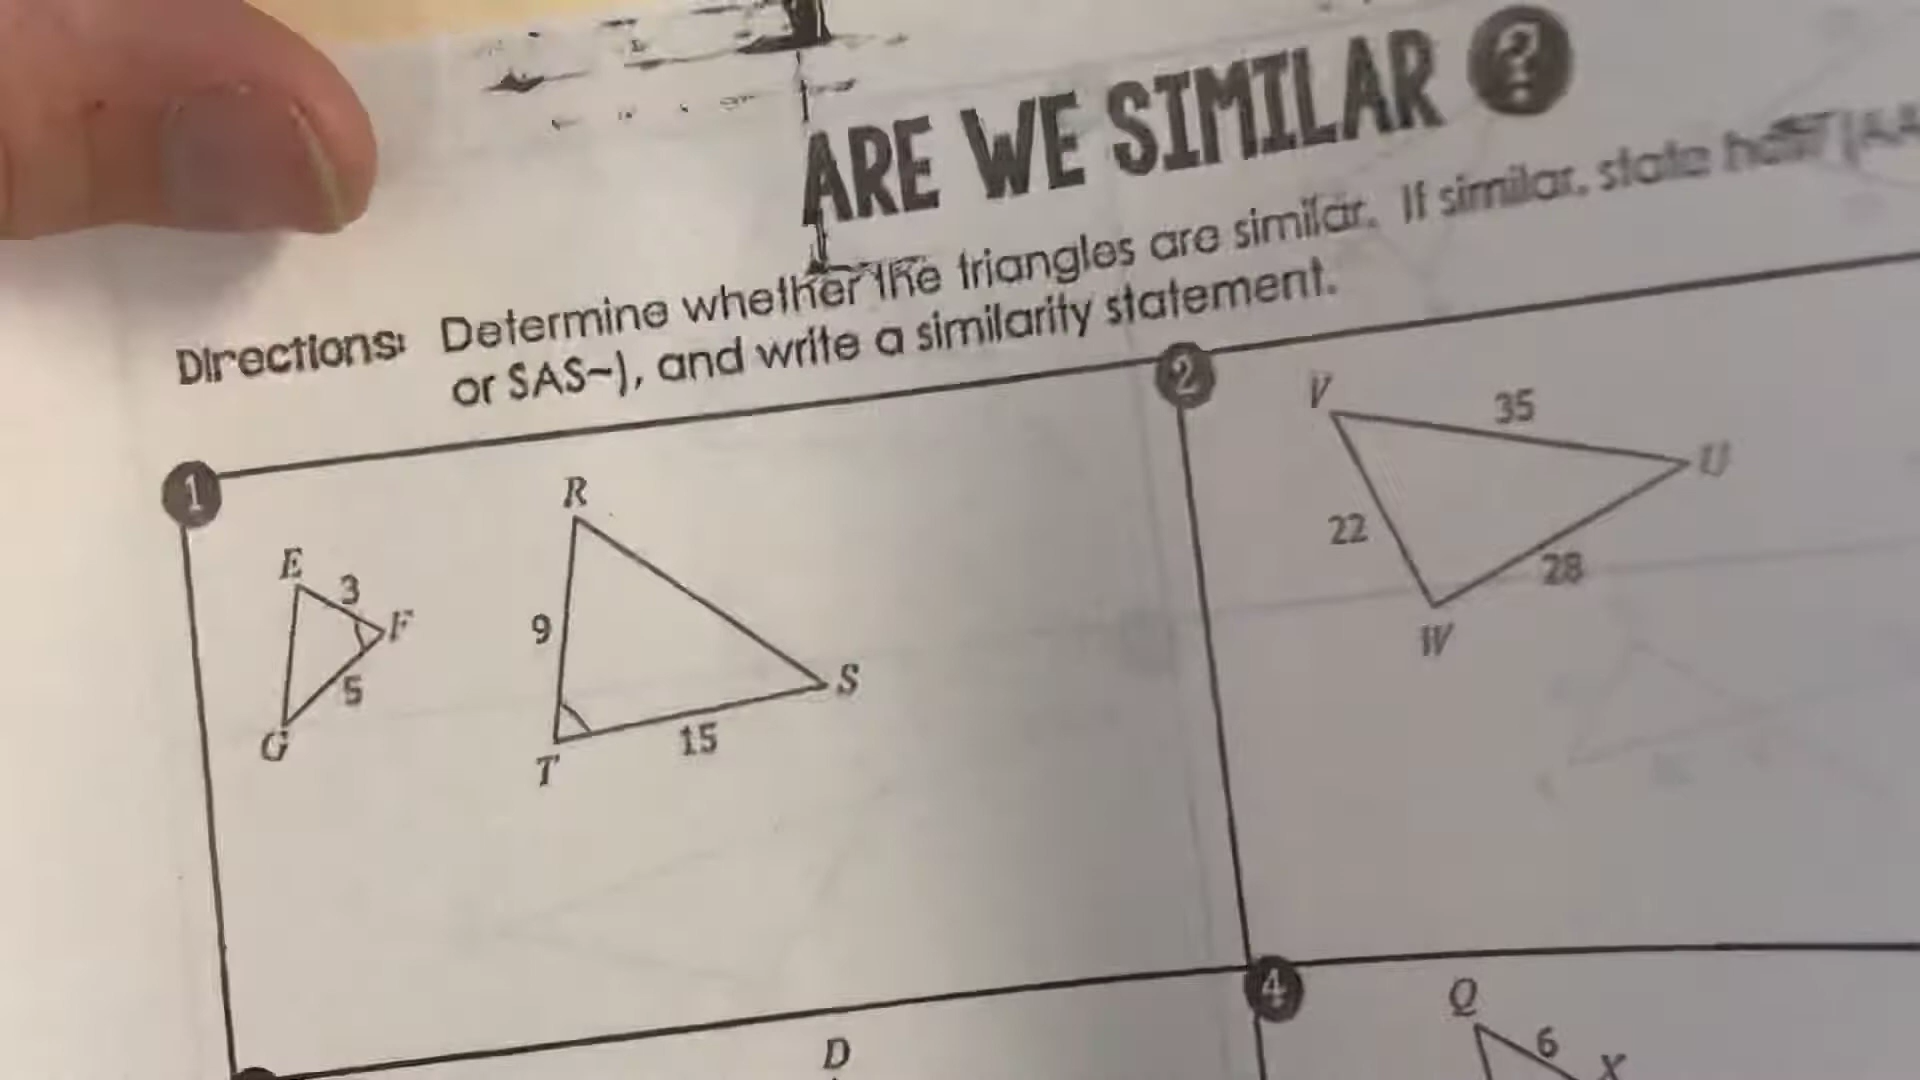 ARE WE SIMILAR ?
Directions: Determine whether the triangles are similar. If similar, state
or SAS~), and write a similarity statement.
1
E
3
F
5
G
R
9
S
15
T
2
V
35
U
22
28
W
D
4
Q
6
X